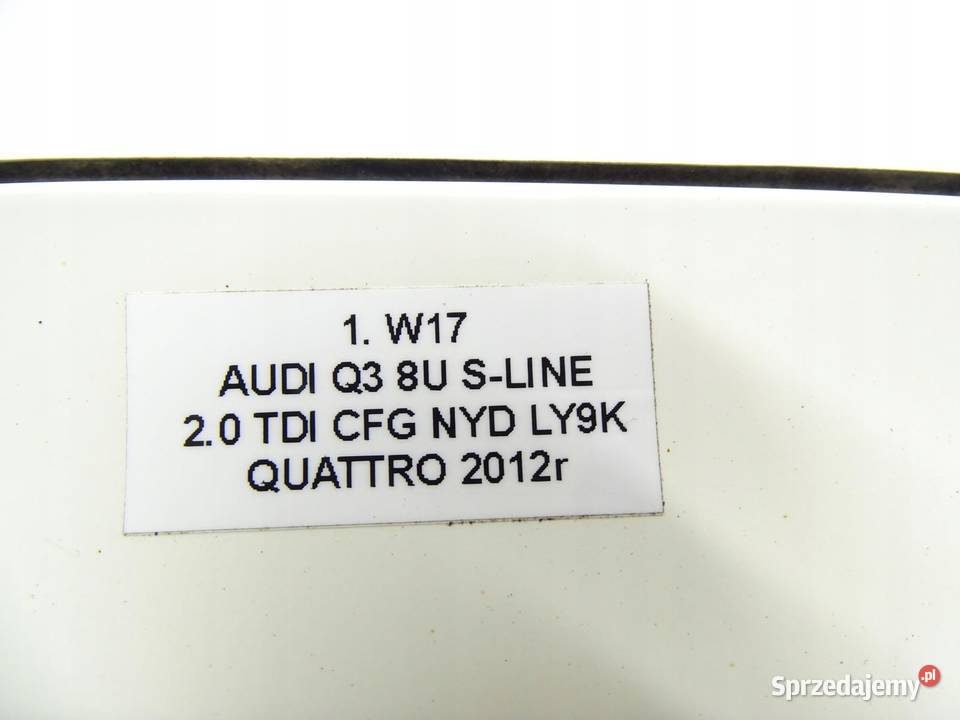 1. W17
AUDI Q3 8U S-LINE
2.0 TDI CFG NYD LY9K
QUATTRO 2012r
Sprzedajemy.pl